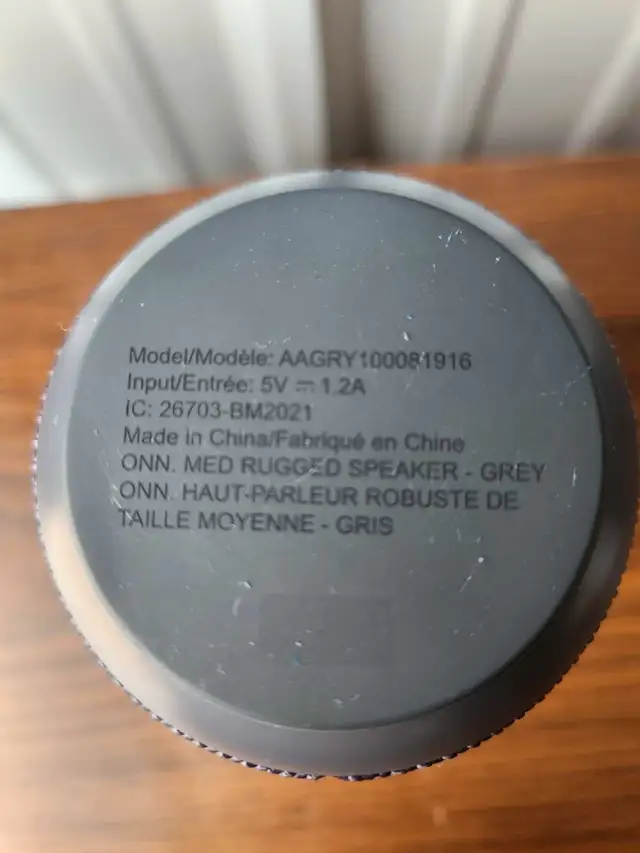 Model/Modèle: AAGRY100081916
Input/Entrée: 5V ⎓ 1.2A
IC: 26703-BM2021
Made in China/Fabriqué en Chine
ONN. MED RUGGED SPEAKER - GREY
ONN. HAUT-PARLEUR ROBUSTE DE
TAILLE MOYENNE - GRIS